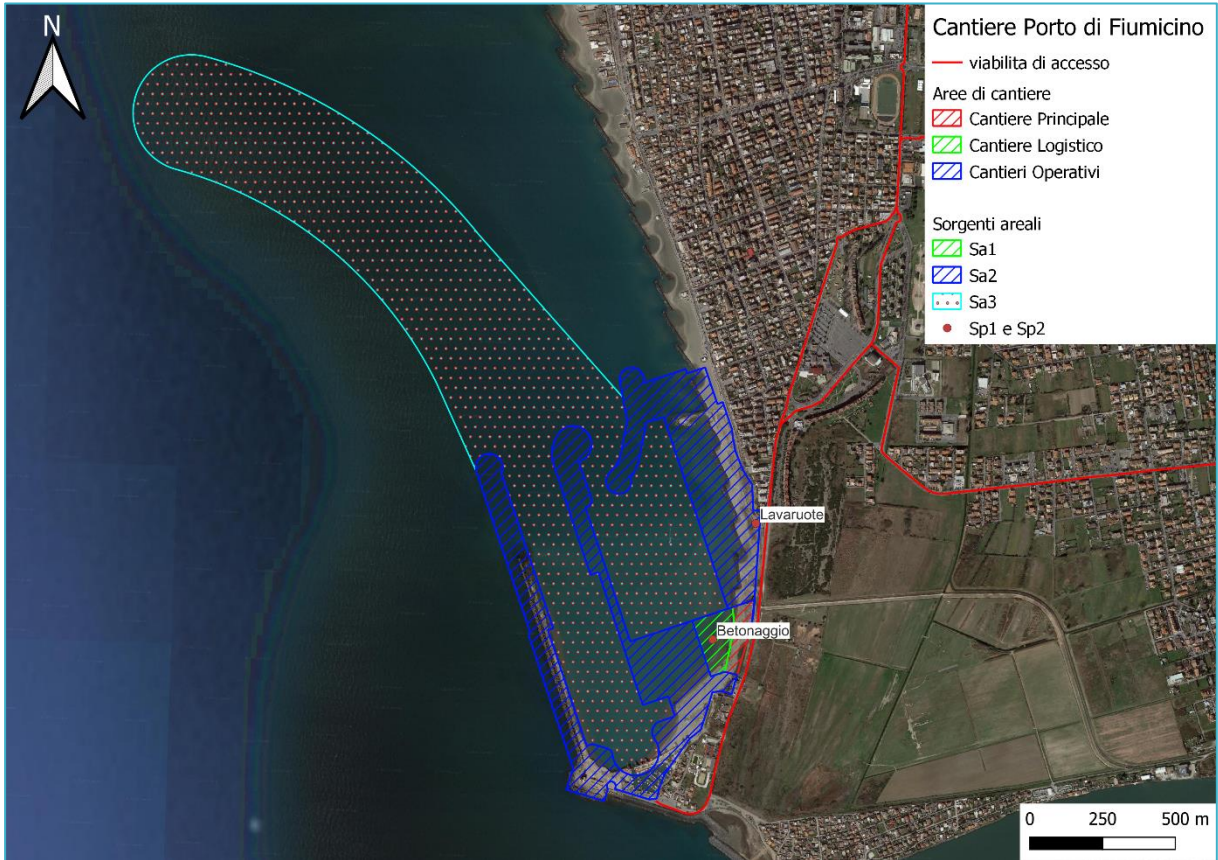 N
Cantiere Porto di Fiumicino
viabilita di accesso
Aree di cantiere
Cantiere Principale
Cantiere Logistico
Cantieri Operativi
Sorgenti areali
Sa1
Sa2
Sa3
Sp1 e Sp2
Lavaruote
Betonaggio
0 250 500 m